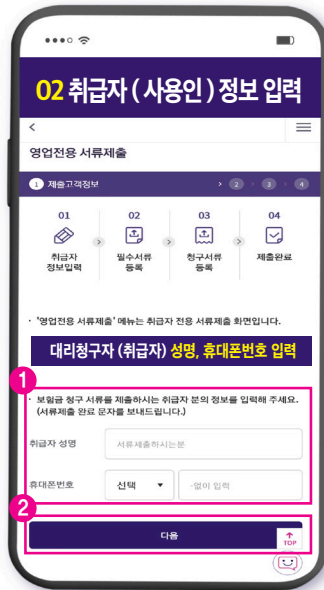 02 취급자 ( 사용인 ) 정보 입력
<
영업전용 서류제출
1 제출고객정보 > 2 > 3 > 4
01 02 03 04
취급자 필수서류 청구서류 제출완료
정보입력 등록 등록
· '영업전용 서류제출' 메뉴는 취급자 전용 서류제출 화면입니다.
대리청구자 (취급자) 성명, 휴대폰번호 입력
1
· 보험금 청구 서류를 제출하시는 취급자 분의 정보를 입력해 주세요.
(서류제출 완료 문자를 보내드립니다.)
취급자 성명 서류제출하시는분
휴대폰번호 선택 ▼ -없이 입력
2
다음
TOP